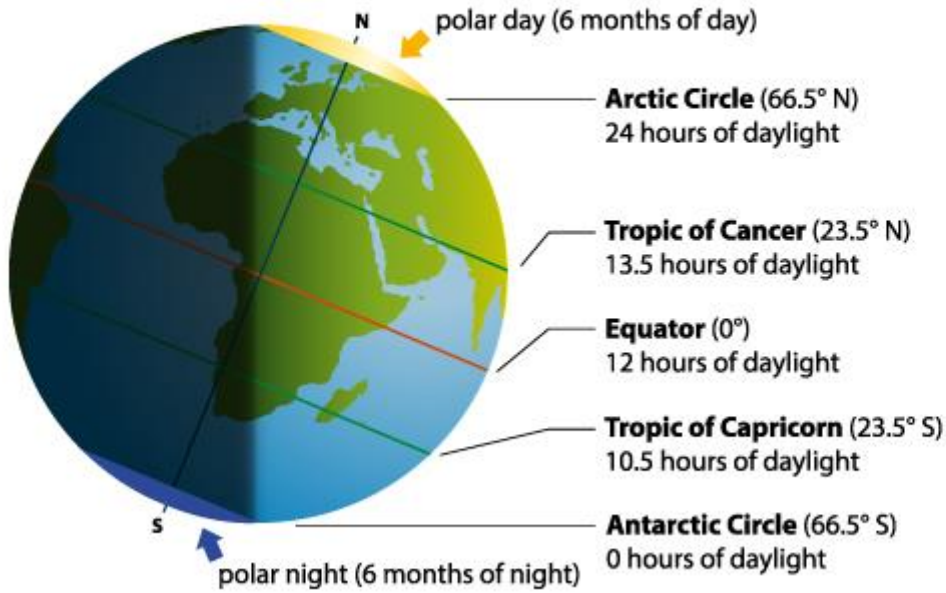 N
polar day (6 months of day)
Arctic Circle (66.5° N)
24 hours of daylight
Tropic of Cancer (23.5° N)
13.5 hours of daylight
Equator (0°)
12 hours of daylight
Tropic of Capricorn (23.5° S)
10.5 hours of daylight
Antarctic Circle (66.5° S)
0 hours of daylight
S
polar night (6 months of night)